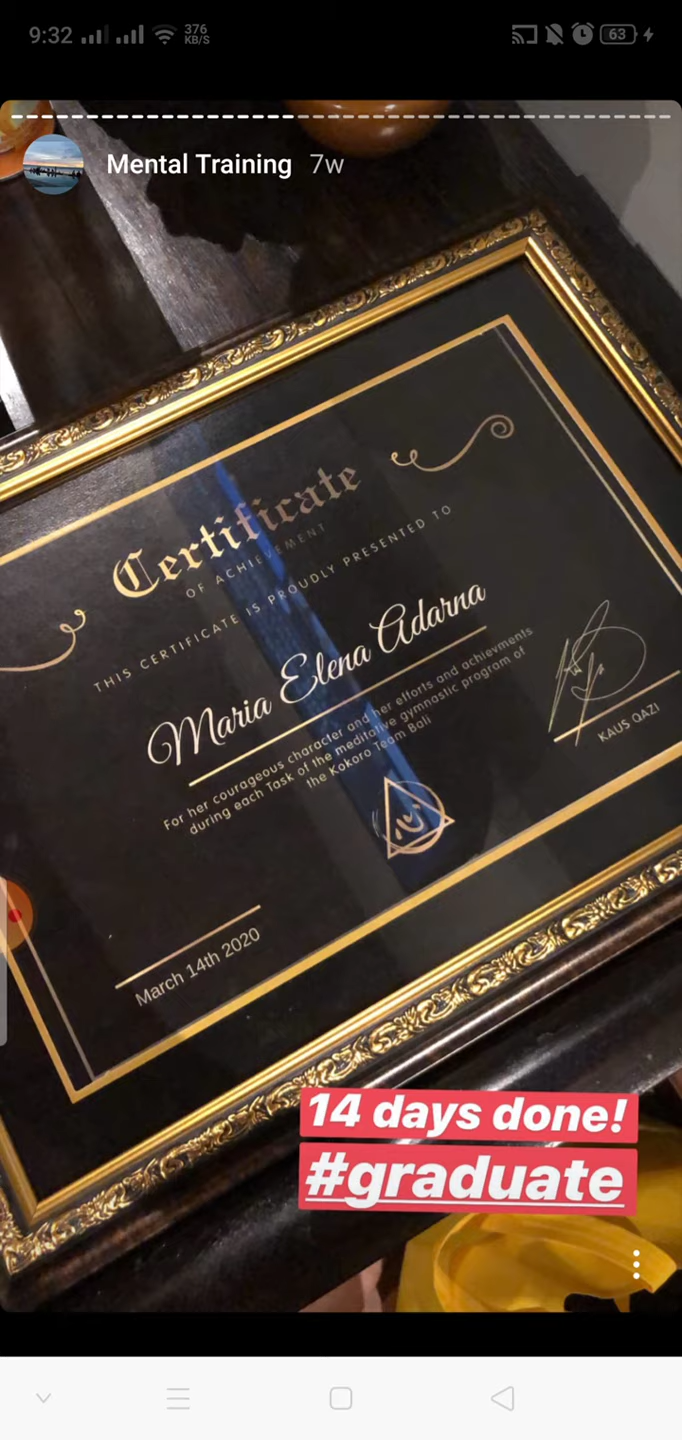 9:32
376
KB/S
63
Mental Training 7w
Certificate
OF ACHIEVEMENT
THIS CERTIFICATE IS PROUDLY PRESENTED TO
Maria Elena Adarna
For her courageous character and her efforts and achievments
during each Task of the meditative gymnastic program of
the Kokoro Team Bali
KAUS QAZI
March 14th 2020
14 days done!
#graduate